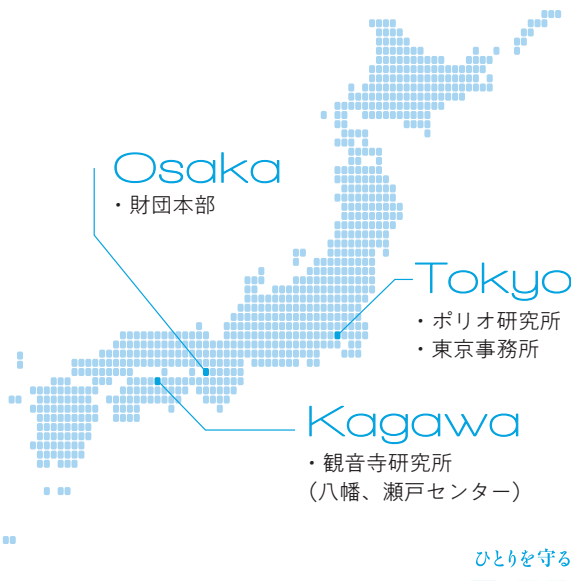 Osaka
・財団本部
Tokyo
・ポリオ研究所
・東京事務所
Kagawa
・観音寺研究所
(八幡、瀬戸センター)
ひとりを守る